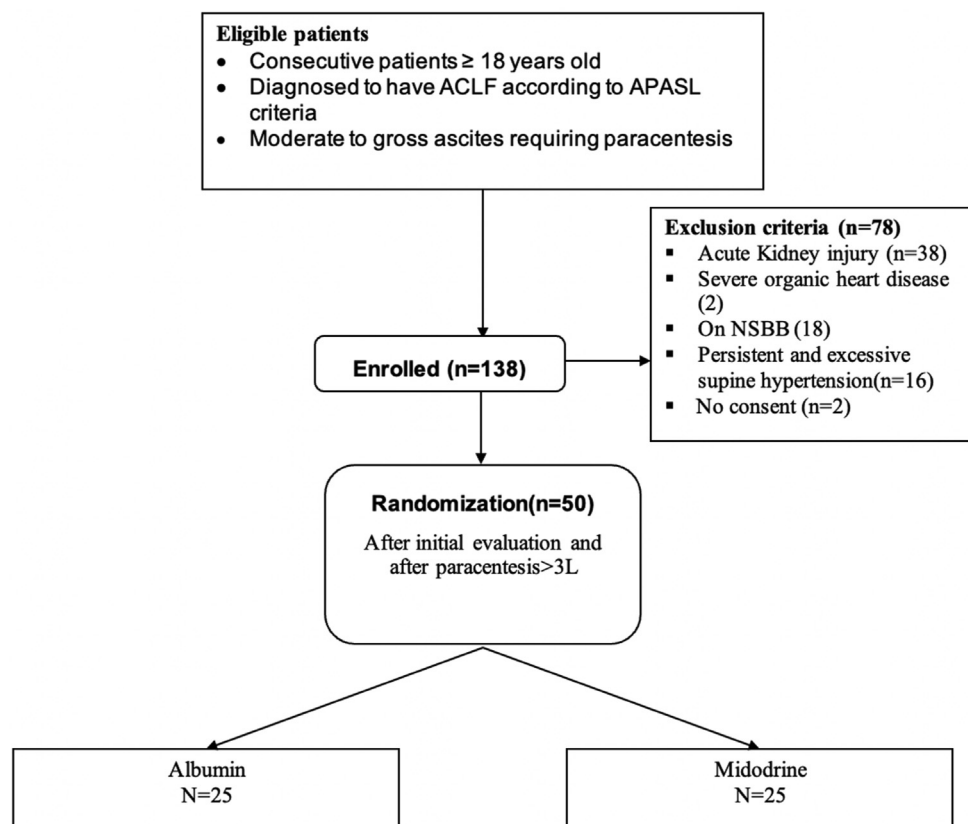 Eligible patients
• Consecutive patients ≥ 18 years old
• Diagnosed to have ACLF according to APASL
criteria
• Moderate to gross ascites requiring paracentesis
Exclusion criteria (n=78)
▪ Acute Kidney injury (n=38)
▪ Severe organic heart disease
(2)
▪ On NSBB (18)
▪ Persistent and excessive
supine hypertension(n=16)
▪ No consent (n=2)
Enrolled (n=138)
Randomization(n=50)
After initial evaluation and
after paracentesis>3L
Albumin
N=25
Midodrine
N=25